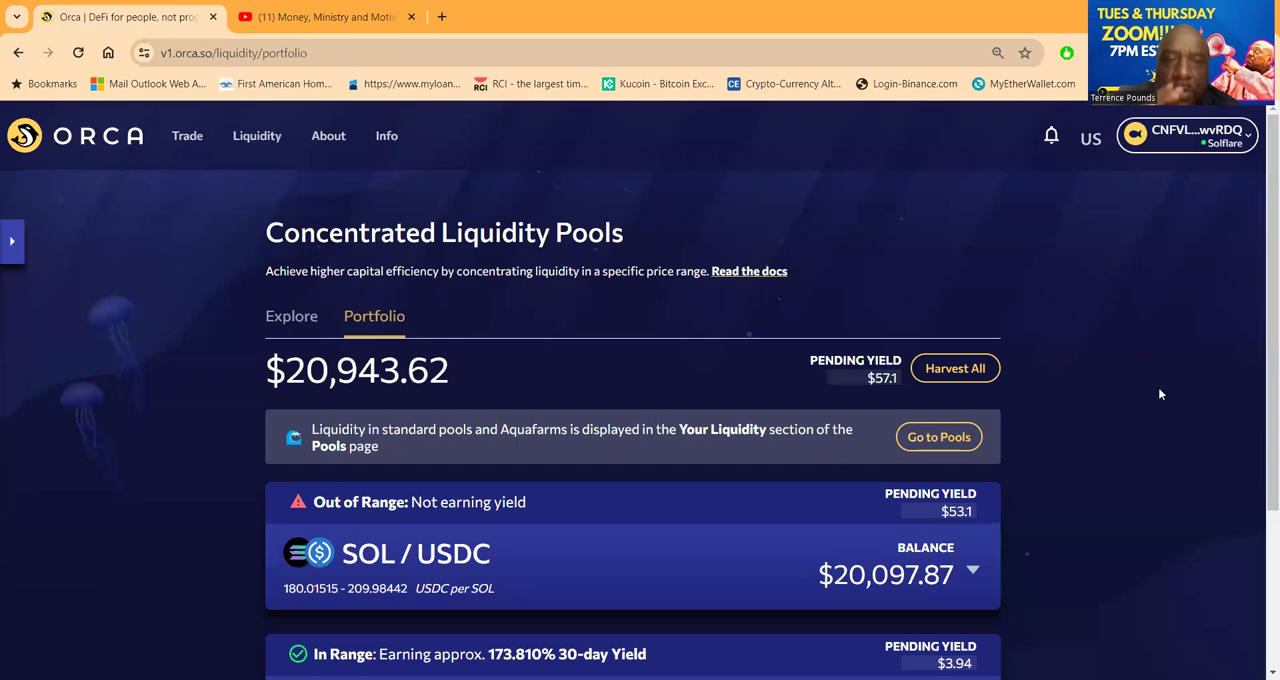 Orca | DeFi for people, not pro
(11) Money, Ministry and Moti
v1.orca.so/liquidity/portfolio
Bookmarks
Mail Outlook Web A...
First American Hom...
https://www.myloan...
RCI - the largest tim...
Kucoin - Bitcoin Exc...
Crypto-Currency Alt...
Login-Binance.com
MyEtherWallet.com
TUES & THURSDAY
ZOOM!!!
7PM EST
Terrence Pounds
ORCA
Trade
Liquidity
About
Info
US
CNFVL...wvRDQ
Solflare
Concentrated Liquidity Pools
Achieve higher capital efficiency by concentrating liquidity in a specific price range. Read the docs
Explore
Portfolio
$20,943.62
PENDING YIELD
$57.1
Harvest All
Liquidity in standard pools and Aquafarms is displayed in the Your Liquidity section of the
Pools page
Go to Pools
Out of Range: Not earning yield
PENDING YIELD
$53.1
SOL / USDC
180.01515 - 209.98442 USDC per SOL
BALANCE
$20,097.87
In Range: Earning approx. 173.810% 30-day Yield
PENDING YIELD
$3.94